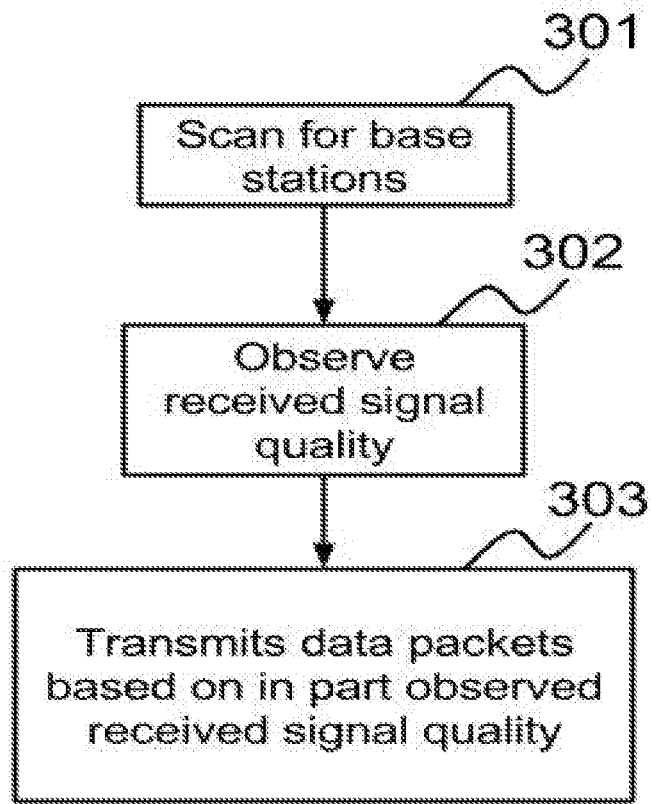 301
Scan for base
stations
302
Observe
received signal
quality
303
Transmits data packets
based on in part observed
received signal quality